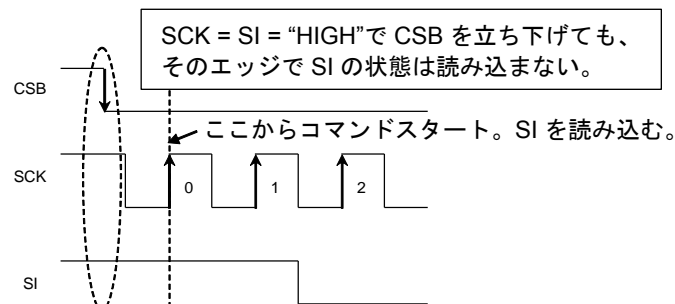 SCK = SI = “HIGH”で CSB を立ち下げても、
そのエッジで SI の状態は読み込まない。
CSB
ここからコマンドスタート。SI を読み込む。
SCK
0
1
2
SI